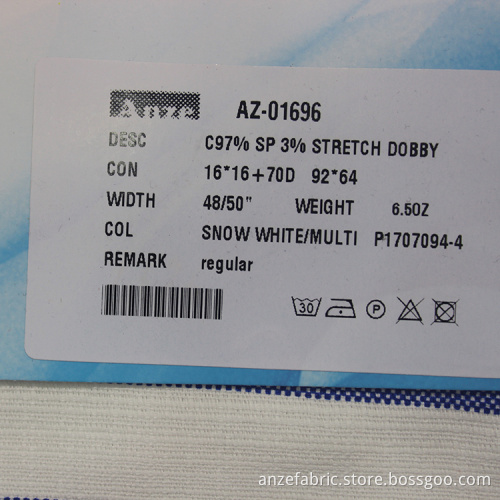 Anze AZ-01696
DESC C97% SP 3% STRETCH DOBBY
CON 16*16+70D 92*64
WIDTH 48/50" WEIGHT 6.5OZ
COL SNOW WHITE/MULTI P1707094-4
REMARK regular
30 P
anzefabric.store.bossgoo.com